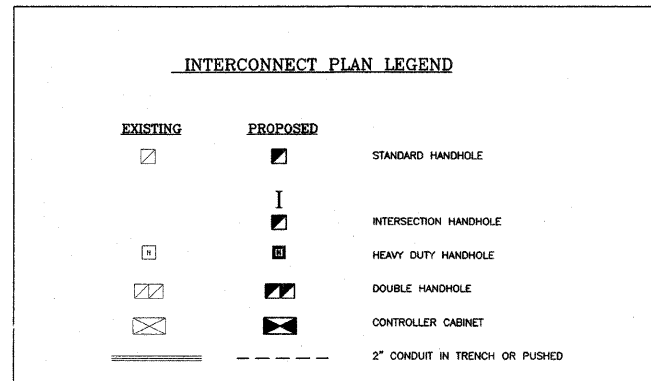 INTERCONNECT PLAN LEGEND
EXISTING PROPOSED
STANDARD HANDHOLE
I
INTERSECTION HANDHOLE
H H HEAVY DUTY HANDHOLE
DOUBLE HANDHOLE
CONTROLLER CABINET
2" CONDUIT IN TRENCH OR PUSHED